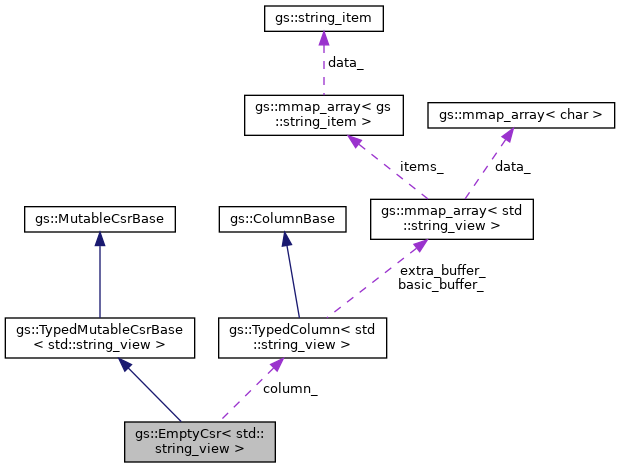 gs::string_item
data_
gs::mmap_array< gs
::string_item >
gs::mmap_array< char >
items_
data_
gs::MutableCsrBase
gs::ColumnBase
gs::mmap_array< std
::string_view >
extra_buffer_
basic_buffer_
gs::TypedMutableCsrBase
< std::string_view >
gs::TypedColumn< std
::string_view >
column_
gs::EmptyCsr< std::
string_view >